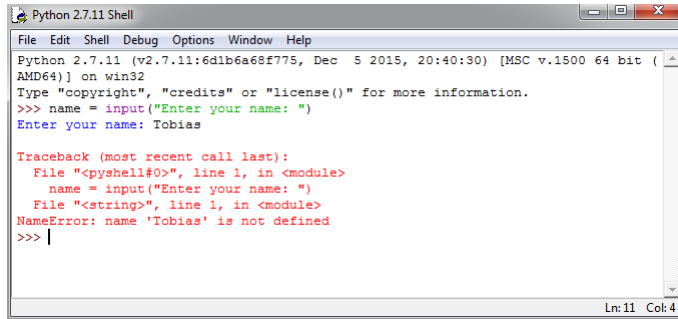 Python 2.7.11 Shell
File Edit Shell Debug Options Window Help
Python 2.7.11 (v2.7.11:6d1b6a68f775, Dec  5 2015, 20:40:30) [MSC v.1500 64 bit (
AMD64)] on win32
Type "copyright", "credits" or "license()" for more information.
>>> name = input("Enter your name: ")
Enter your name: Tobias

Traceback (most recent call last):
  File "<pyshell#0>", line 1, in <module>
    name = input("Enter your name: ")
  File "<string>", line 1, in <module>
NameError: name 'Tobias' is not defined
>>>
Ln: 11 Col: 4